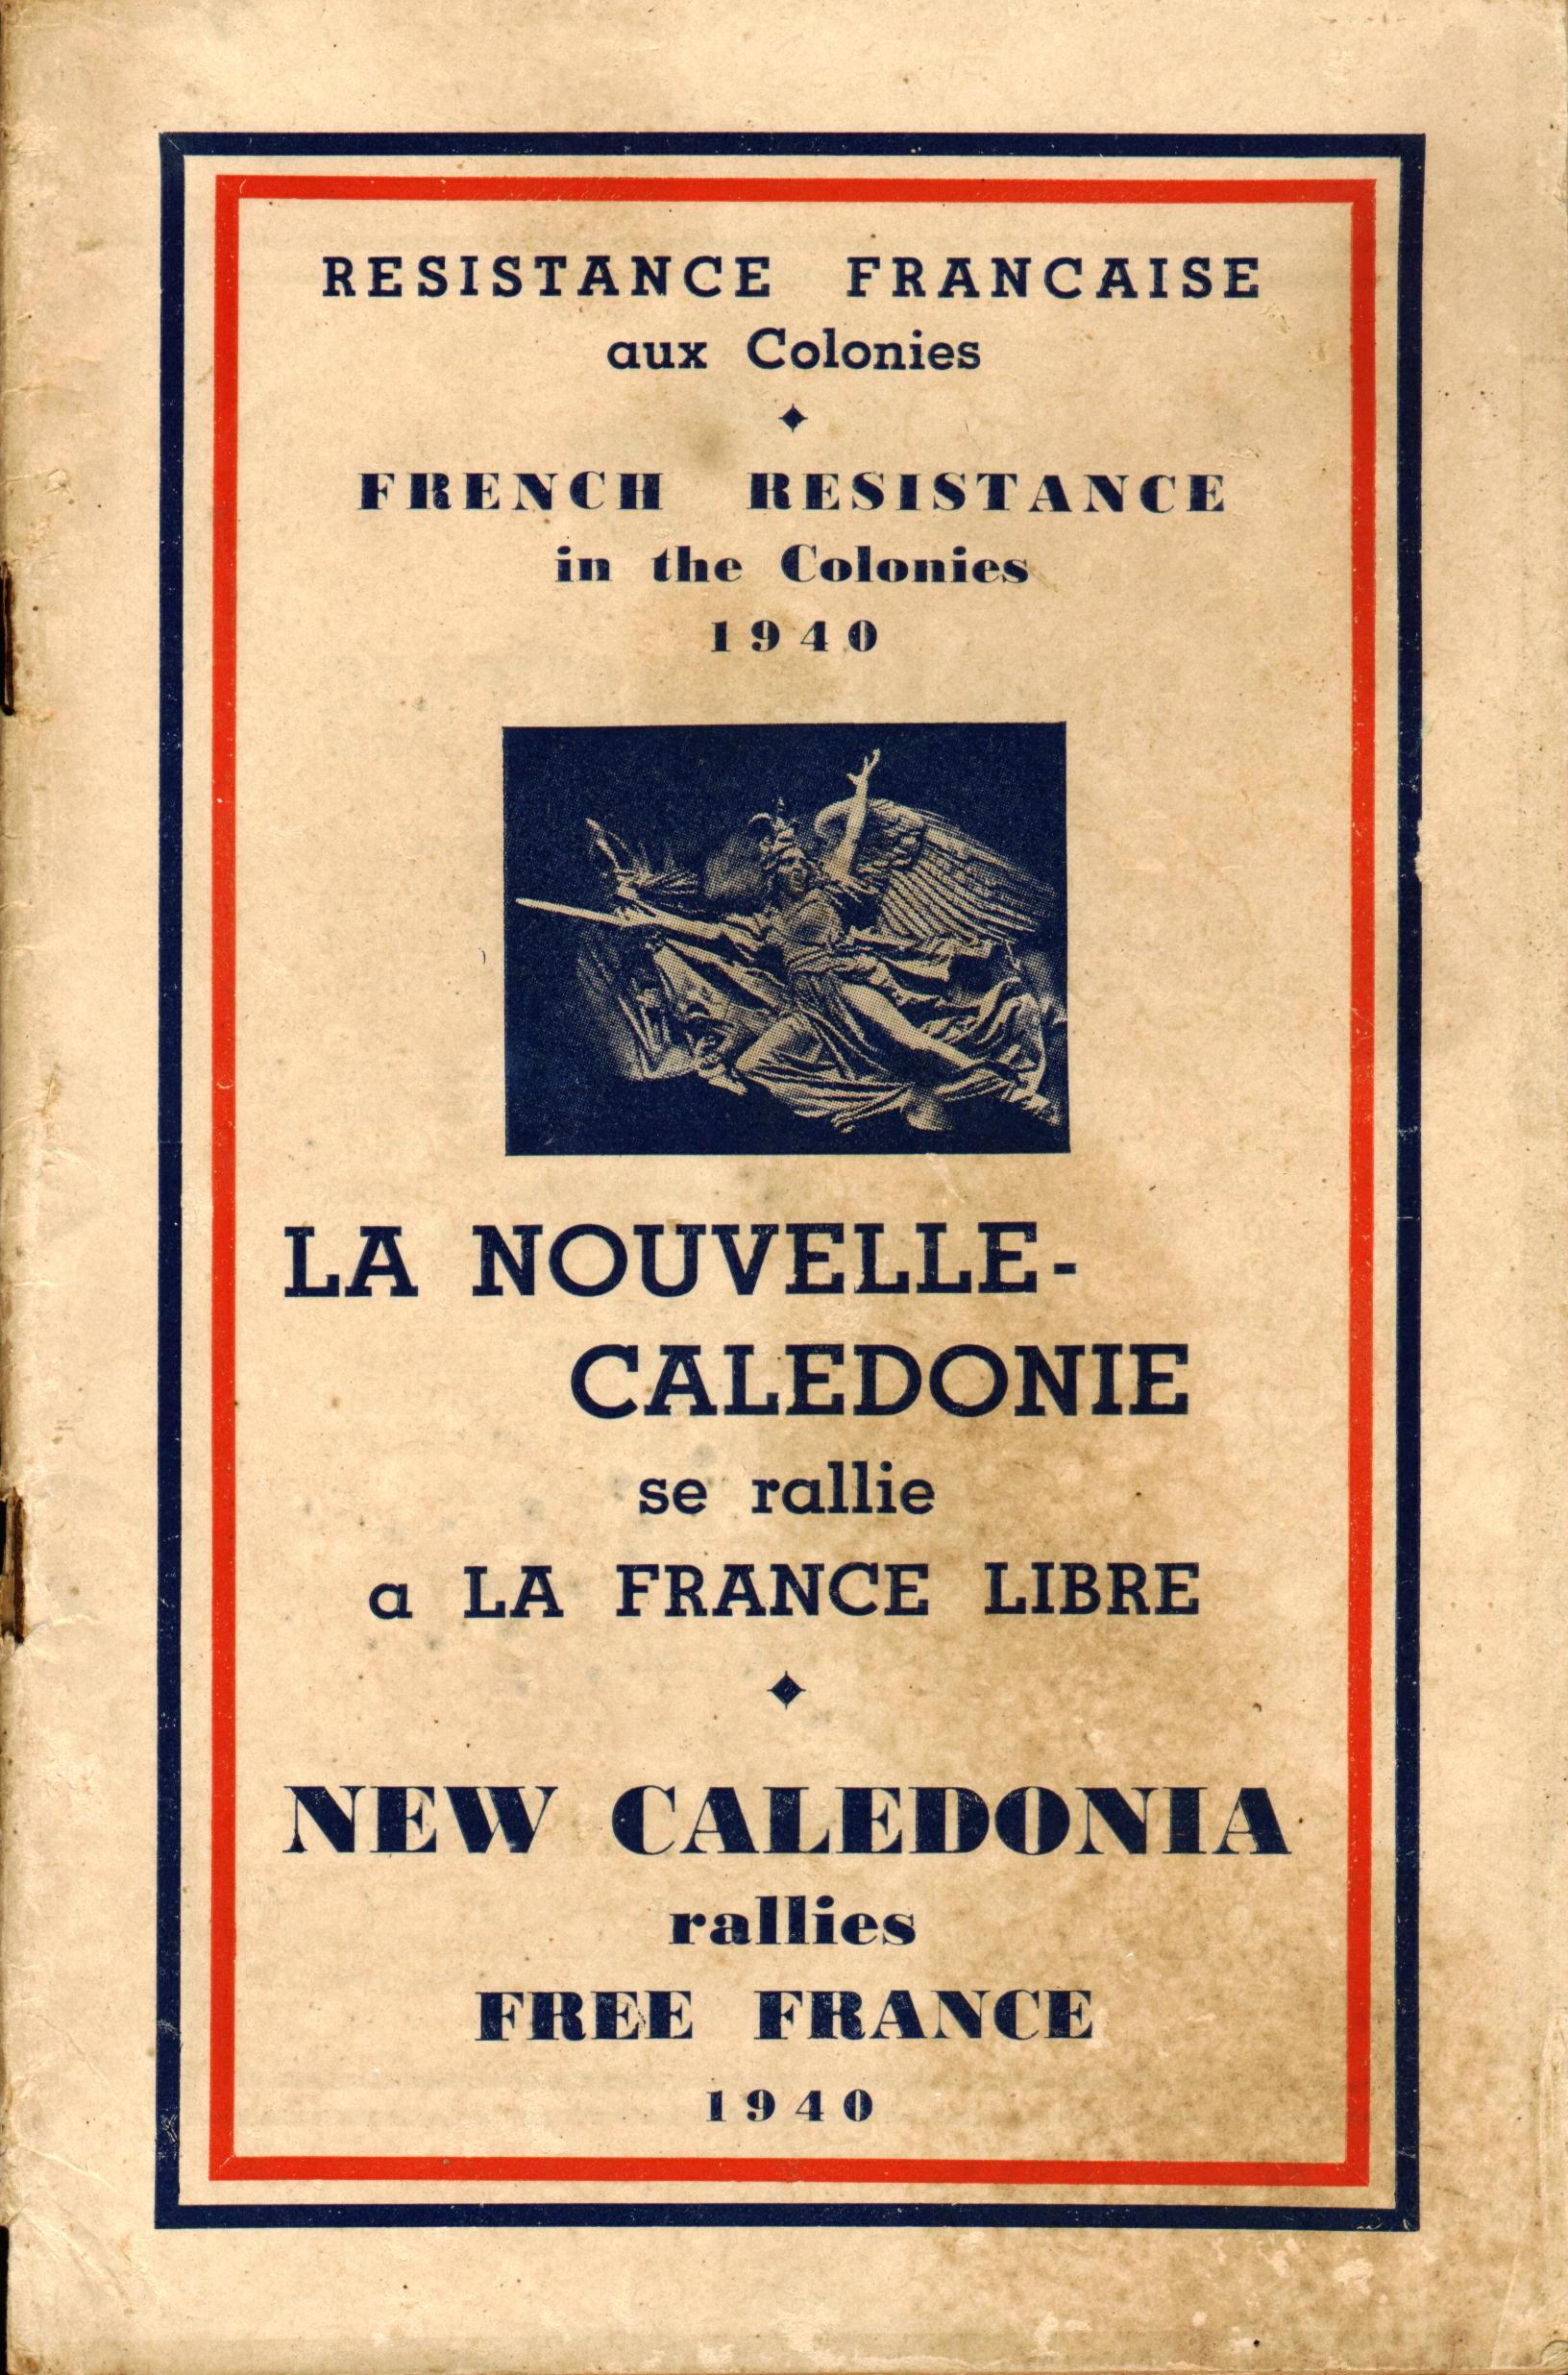 RESISTANCE FRANCAISE
aux Colonies
FRENCH RESISTANCE
in the Colonies
1940
LA NOUVELLE-
CALEDONIE
se rallie
a LA FRANCE LIBRE
NEW CALEDONIA
rallies
FREE FRANCE
1940